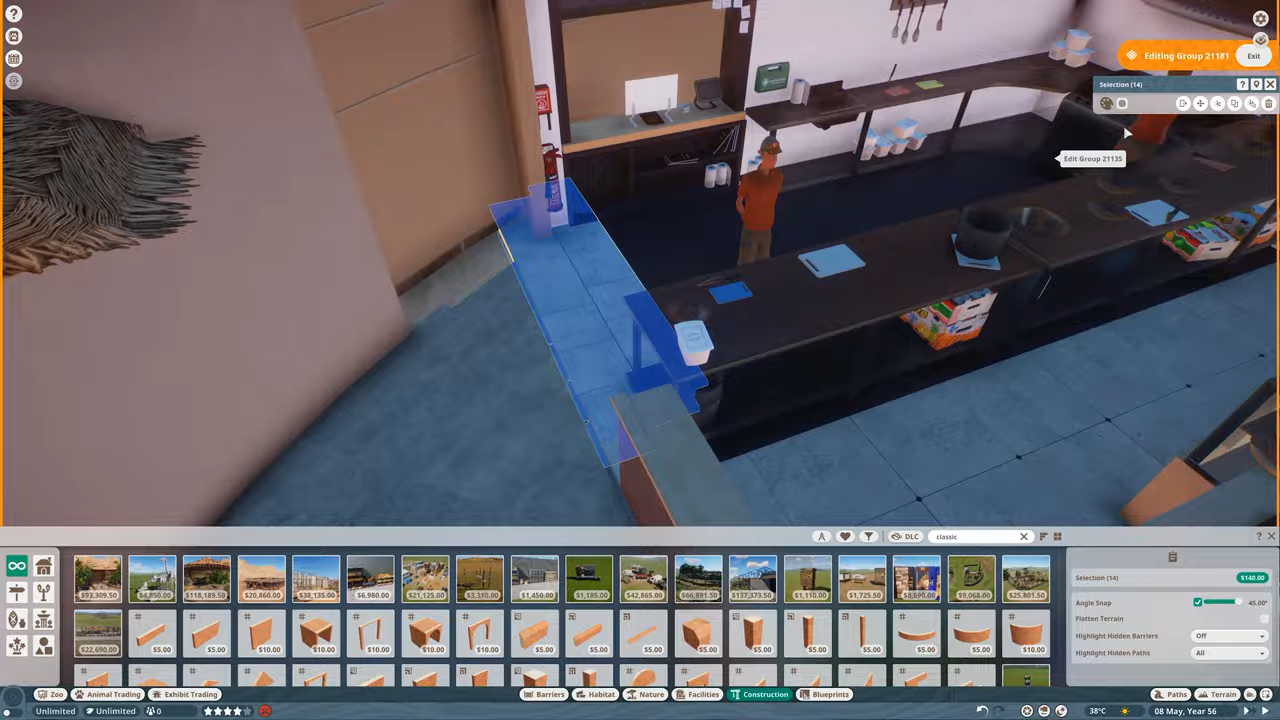 Editing Group 21181
Exit
Selection (14)
?
Edit Group 21135
DLC
classic
?
$93,309.50
$4,850.00
$118,189.50
$20,860.00
$38,135.00
$6,980.00
$21,125.00
$3,310.00
$1,450.00
$1,185.00
$42,865.00
$66,891.50
$137,373.50
$1,110.00
$1,725.50
$8,690.00
$9,068.00
$25,801.50
$22,690.00
$5.00
$5.00
$10.00
$10.00
$5.00
$10.00
$10.00
$5.00
$5.00
$5.00
$5.00
$5.00
$5.00
$5.00
$5.00
$5.00
$10.00
Selection (14)
$140.00
Angle Snap
45.00°
Flatten Terrain
Highlight Hidden Barriers
Off
Highlight Hidden Paths
All
Zoo
Animal Trading
Exhibit Trading
Barriers
Habitat
Nature
Facilities
Construction
Blueprints
Paths
Terrain
Unlimited
Unlimited
0
38°C
08 May, Year 56